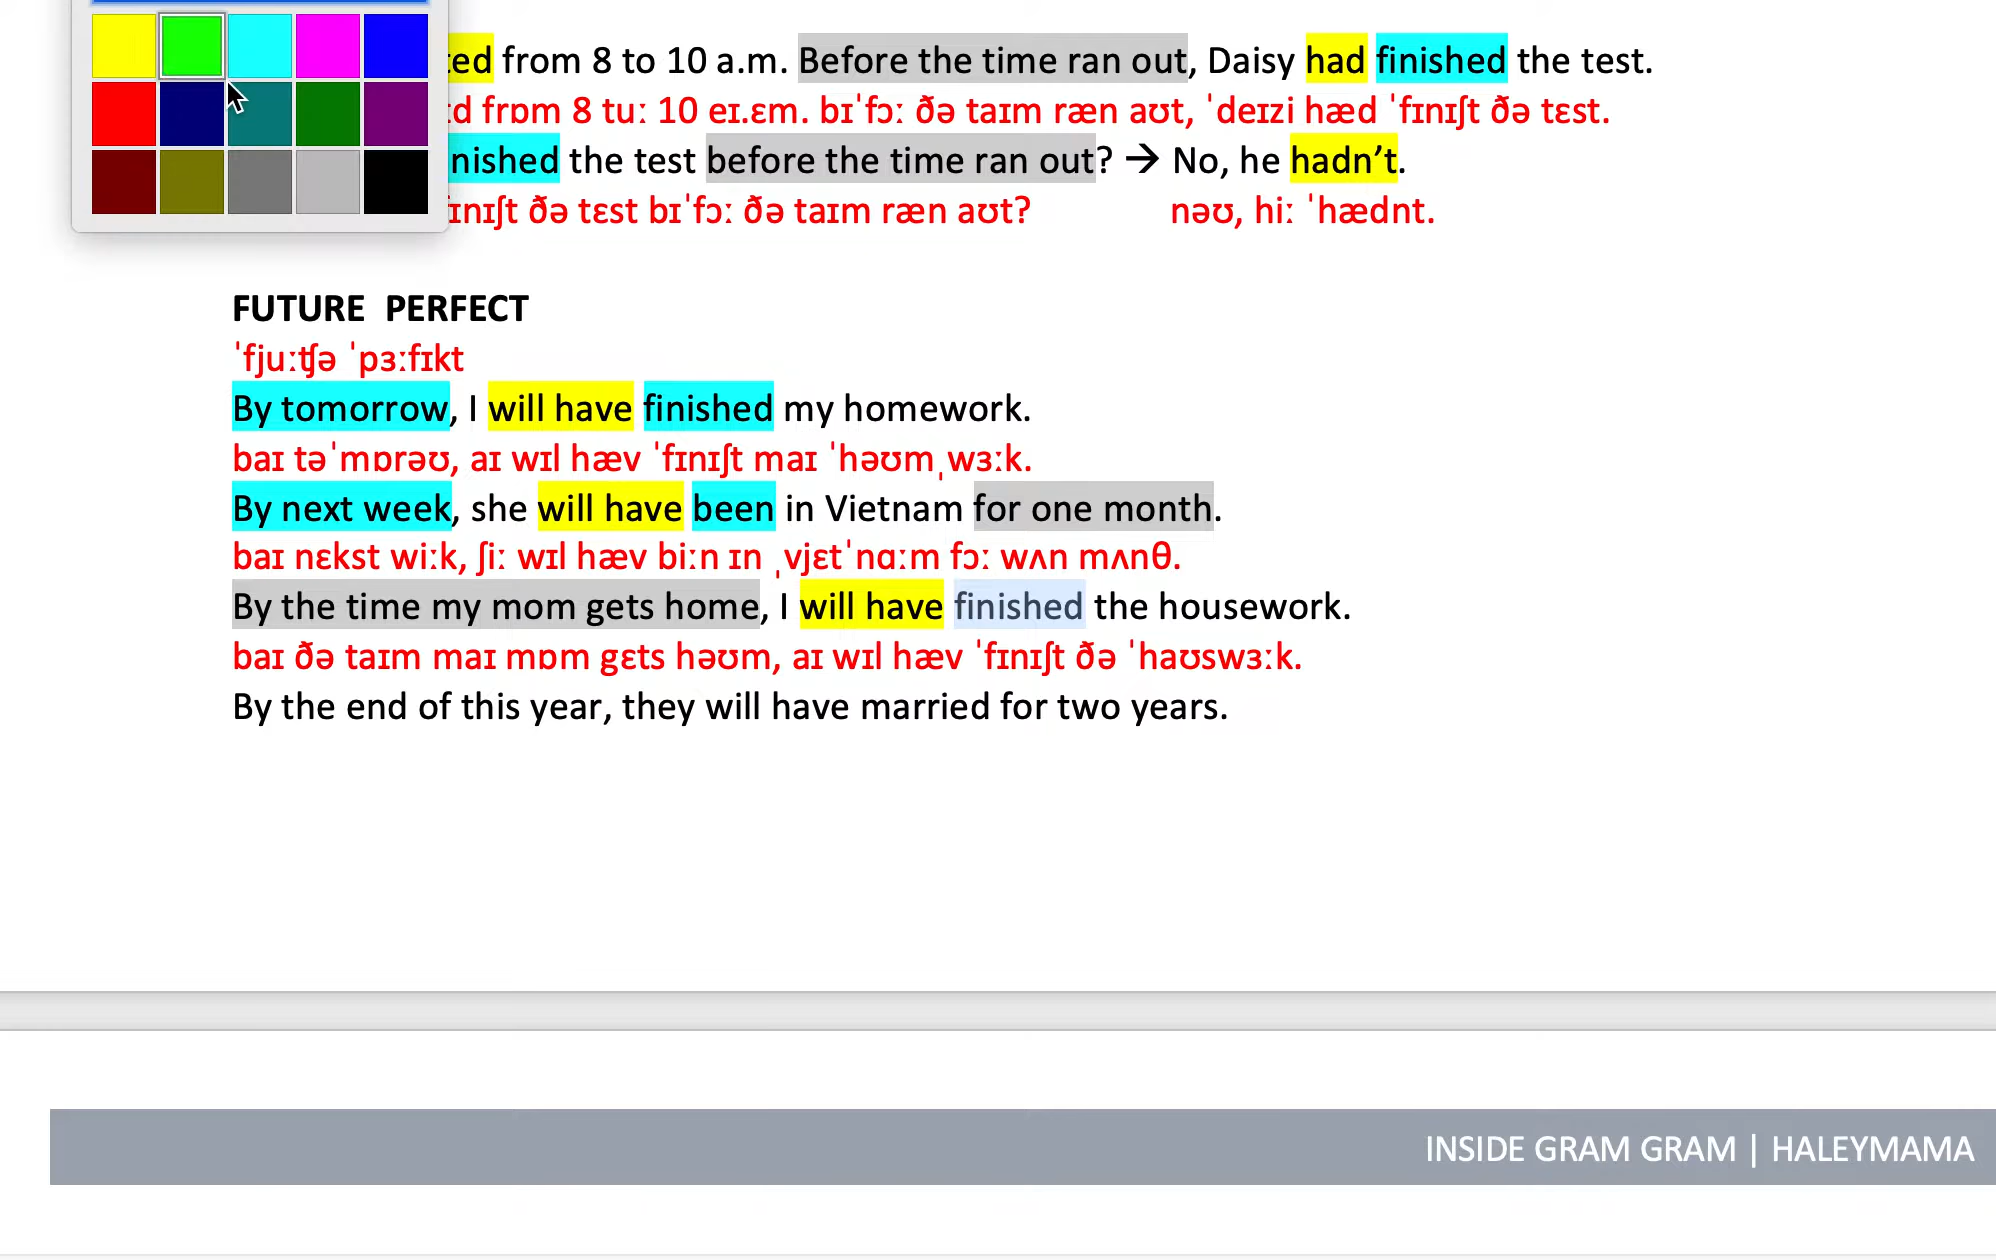 from 8 to 10 a.m. Before the time ran out, Daisy had finished the test.
frɒm 8 tuː 10 eɪ.ɛm. bɪˈfɔː ðə taɪm ræn aʊt, ˈdeɪzi hæd ˈfɪnɪʃt ðə tɛst.
the test before the time ran out? → No, he hadn’t.
ðə tɛst bɪˈfɔː ðə taɪm ræn aʊt? nəʊ, hiː ˈhædnt.
FUTURE PERFECT
ˈfjuːʧə ˈpɜːfɪkt
By tomorrow, I will have finished my homework.
baɪ təˈmɒrəʊ, aɪ wɪl hæv ˈfɪnɪʃt maɪ ˈhəʊmˌwɜːk.
By next week, she will have been in Vietnam for one month.
baɪ nɛkst wiːk, ʃiː wɪl hæv biːn ɪn ˌvjɛtˈnɑːm fɔː wʌn mʌnθ.
By the time my mom gets home, I will have finished the housework.
baɪ ðə taɪm maɪ mɒm gɛts həʊm, aɪ wɪl hæv ˈfɪnɪʃt ðə ˈhaʊswɜːk.
By the end of this year, they will have married for two years.
INSIDE GRAM GRAM | HALEYMAMA